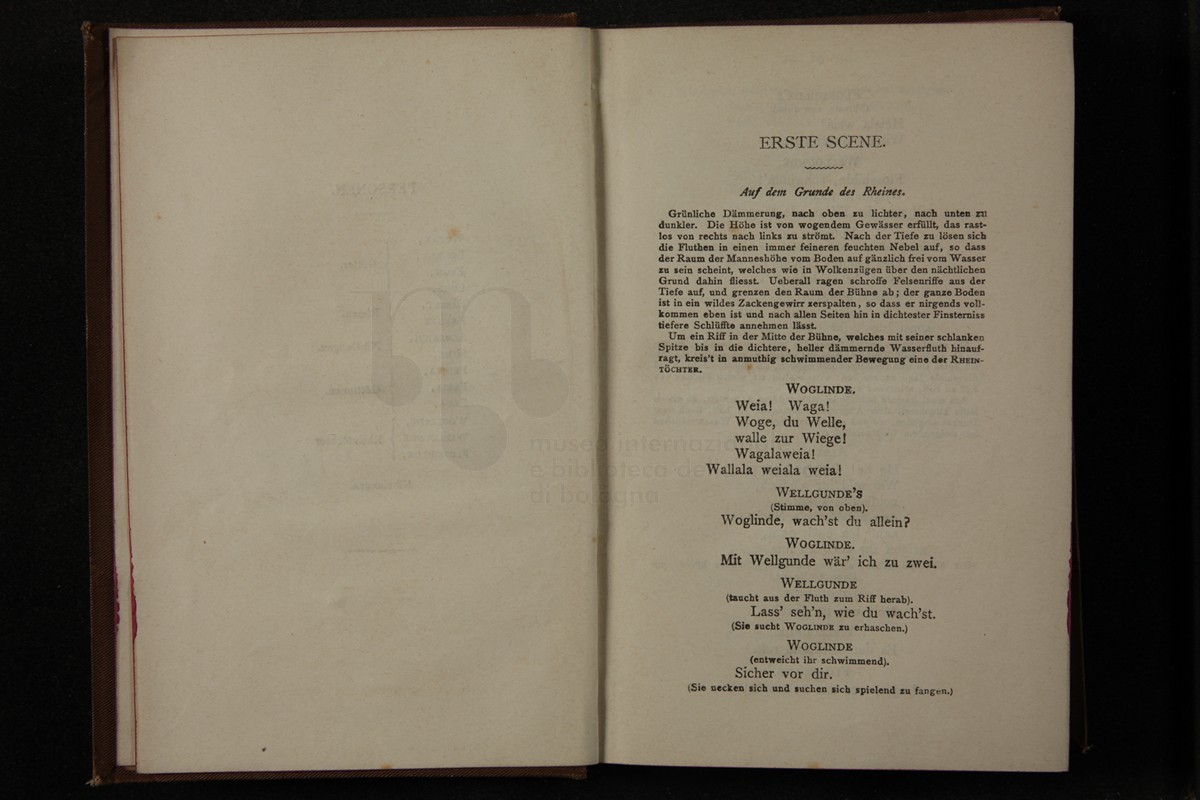 ERSTE SCENE.
Auf dem Grunde des Rheines.
Grünliche Dämmerung, nach oben zu lichter, nach unten zu
dunkler. Die Höhe ist von wogendem Gewässer erfüllt, das rast-
los von rechts nach links zu strömt. Nach der Tiefe zu lösen sich
die Fluthen in einen immer feineren feuchten Nebel auf, so dass
der Raum der Manneshöhe vom Boden auf gänzlich frei vom Wasser
zu sein scheint, welches wie in Wolkenzügen über den nächtlichen
Grund dahin fliesst. Ueberall ragen schroffe Felsenriffe aus der
Tiefe auf, und grenzen den Raum der Bühne ab; der ganze Boden
ist in ein wildes Zackengewirr zerspalten, so dass er nirgends voll-
kommen eben ist und nach allen Seiten hin in dichtester Finsterniss
tiefere Schlüffte annehmen lässt.
Um ein Riff in der Mitte der Bühne, welches mit seiner schlanken
Spitze bis in die dichtere, heller dämmernde Wasserfluth hinauf-
ragt, kreis't in anmuthig schwimmender Bewegung eine der RHEIN-
TÖCHTER.
WOGLINDE.
Weia! Waga!
Woge, du Welle,
walle zur Wiege!
Wagalaweia!
Wallala weiala weia!
WELLGUNDE'S
(Stimme, von oben).
Woglinde, wach'st du allein?
WOGLINDE.
Mit Wellgunde wär' ich zu zwei.
WELLGUNDE
(taucht aus der Fluth zum Riff herab).
Lass' seh'n, wie du wach'st.
(Sie sucht WOGLINDE zu erhaschen.)
WOGLINDE
(entweicht ihr schwimmend).
Sicher vor dir.
(Sie necken sich und suchen sich spielend zu fangen.)
museo internazio
e biblioteca de
di bologna